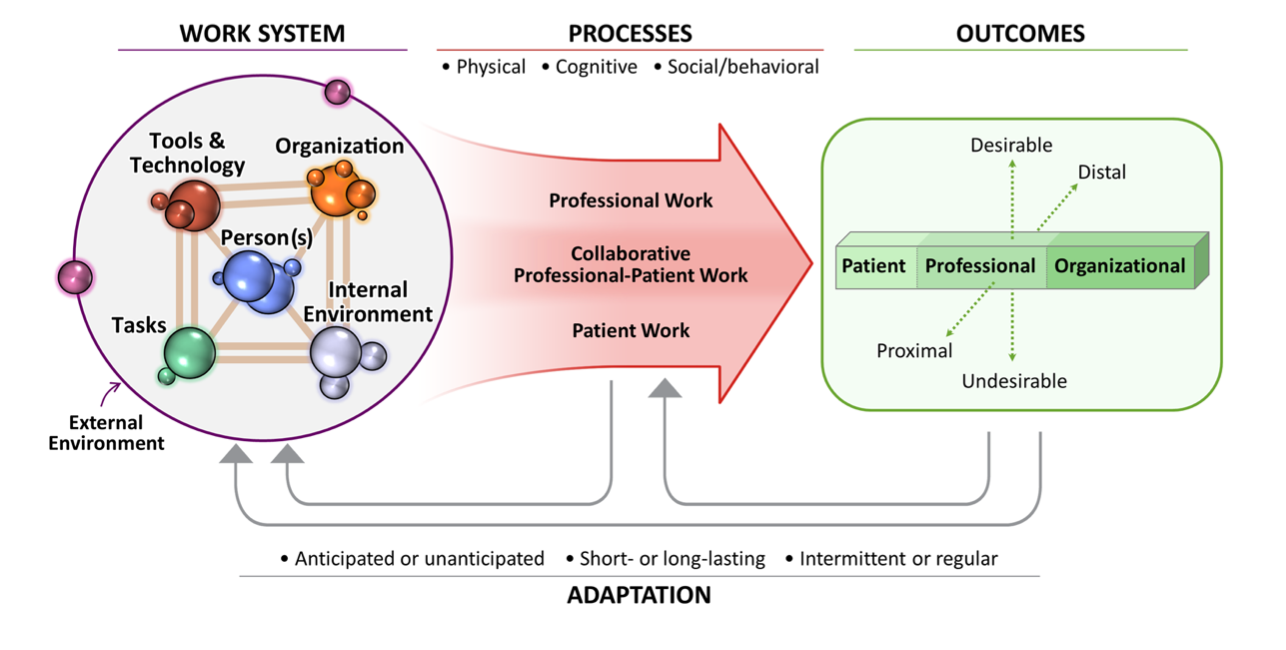 WORK SYSTEM
PROCESSES
OUTCOMES
• Physical • Cognitive • Social/behavioral
Tools &
Technology
Organization
Person(s)
Internal
Environment
Tasks
External
Environment
Professional Work
Collaborative
Professional-Patient Work
Patient Work
Desirable
Distal
Patient
Professional
Organizational
Proximal
Undesirable
• Anticipated or unanticipated • Short- or long-lasting • Intermittent or regular
ADAPTATION